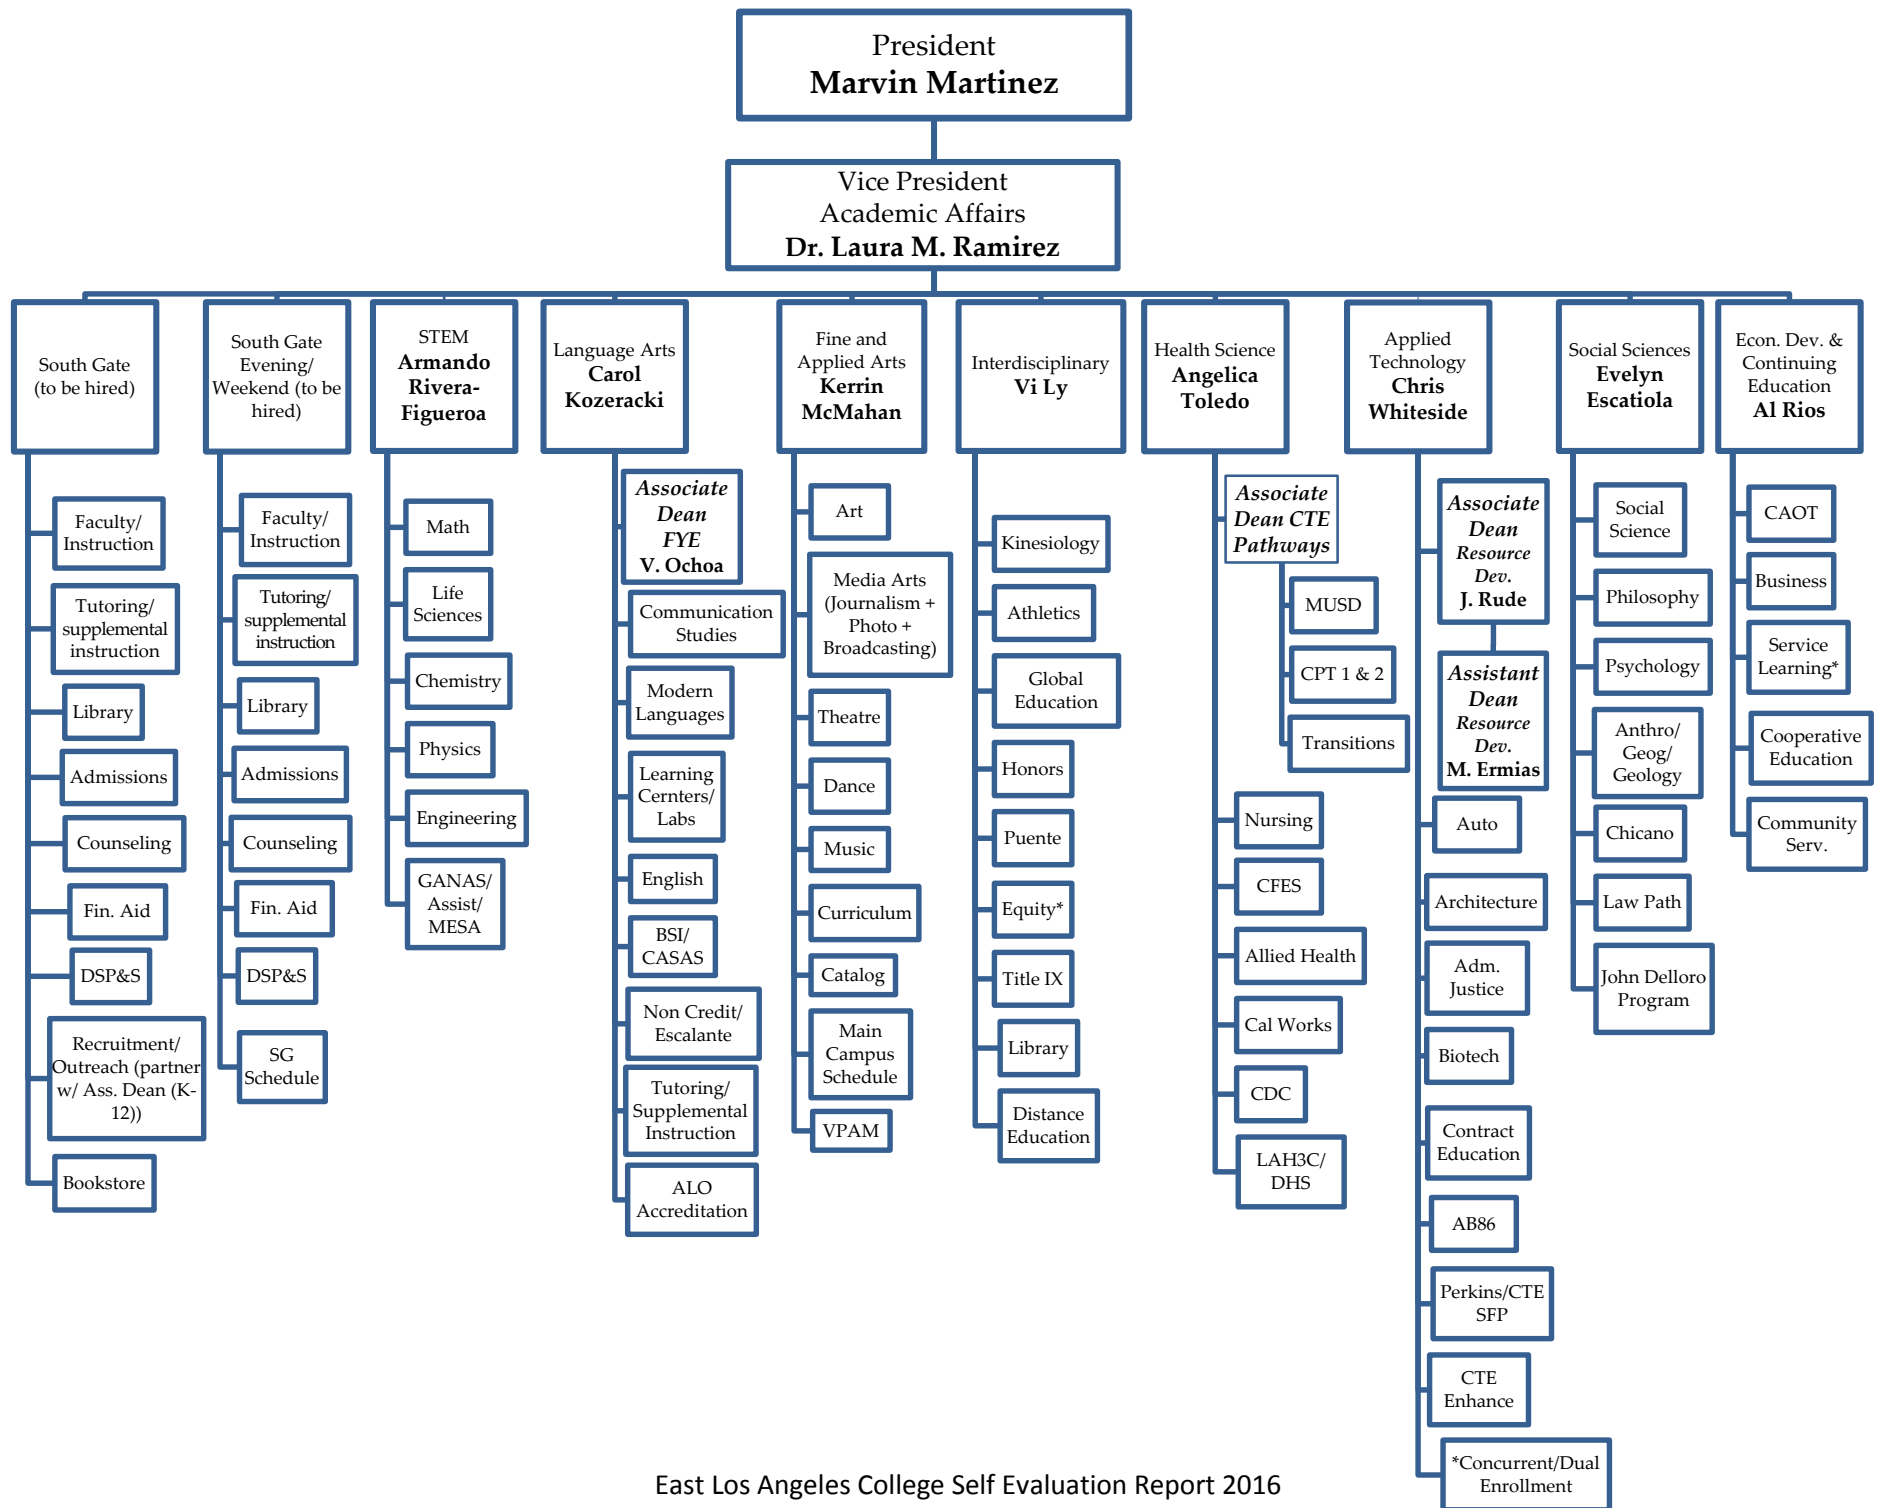 President
Marvin Martinez
Vice President
Academic Affairs
Dr. Laura M. Ramirez
South Gate
(to be hired)
Faculty/
Instruction
Tutoring/
supplemental
instruction
Library
Admissions
Counseling
Fin. Aid
DSP&S
Recruitment/
Outreach (partner
w/ Ass. Dean (K-
12))
Bookstore
South Gate
Evening/
Weekend (to be
hired)
Faculty/
Instruction
Tutoring/
supplemental
instruction
Library
Admissions
Counseling
Fin. Aid
DSP&S
SG
Schedule
STEM
Armando
Rivera-
Figueroa
Math
Life
Sciences
Chemistry
Physics
Engineering
GANAS/
Assist/
MESA
Language Arts
Carol
Kozeracki
Associate
Dean
FYE
V. Ochoa
Communication
Studies
Modern
Languages
Learning
Cernters/
Labs
English
BSI/
CASAS
Non Credit/
Escalante
Tutoring/
Supplemental
Instruction
ALO
Accreditation
Fine and
Applied Arts
Kerrin
McMahan
Art
Media Arts
(Journalism +
Photo +
Broadcasting)
Theatre
Dance
Music
Curriculum
Catalog
Main
Campus
Schedule
VPAM
Interdisciplinary
Vi Ly
Kinesiology
Athletics
Global
Education
Honors
Puente
Equity*
Title IX
Library
Distance
Education
Health Science
Angelica
Toledo
Associate
Dean CTE
Pathways
MUSD
CPT 1 & 2
Transitions
Nursing
CFES
Allied Health
Cal Works
CDC
LAH3C/
DHS
Applied
Technology
Chris
Whiteside
Associate
Dean
Resource
Dev.
J. Rude
Assistant
Dean
Resource
Dev.
M. Ermias
Auto
Architecture
Adm.
Justice
Biotech
Contract
Education
AB86
Perkins/CTE
SFP
CTE
Enhance
*Concurrent/Dual
Enrollment
Social Sciences
Evelyn
Escatiola
Social
Science
Philosophy
Psychology
Anthro/
Geog/
Geology
Chicano
Law Path
John Delloro
Program
Econ. Dev. &
Continuing
Education
Al Rios
CAOT
Business
Service
Learning*
Cooperative
Education
Community
Serv.
East Los Angeles College Self Evaluation Report 2016